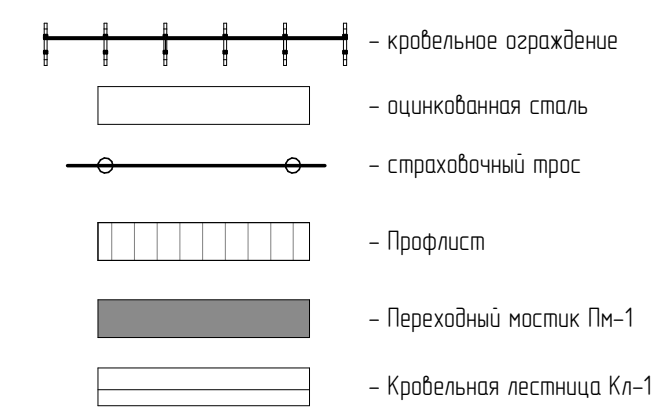 – кровельное ограждение
– оцинкованная сталь
– страховочный трос
– Профлист
– Переходный мостик Пм-1
– Кровельная лестница Кл-1